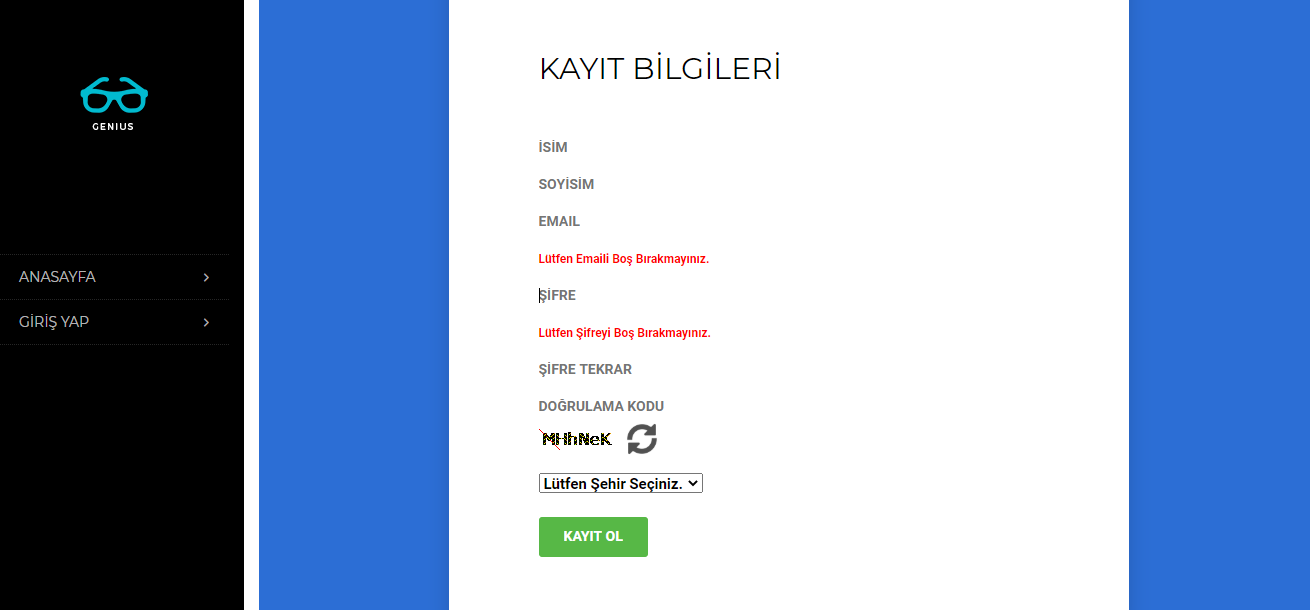 GENIUS
ANASAYFA
GİRİŞ YAP
KAYIT BİLGİLERİ
İSİM
SOYİSİM
EMAIL
Lütfen Emaili Boş Bırakmayınız.
ŞİFRE
Lütfen Şifreyi Boş Bırakmayınız.
ŞİFRE TEKRAR
DOĞRULAMA KODU
MHhNeK
Lütfen Şehir Seçiniz.
KAYIT OL